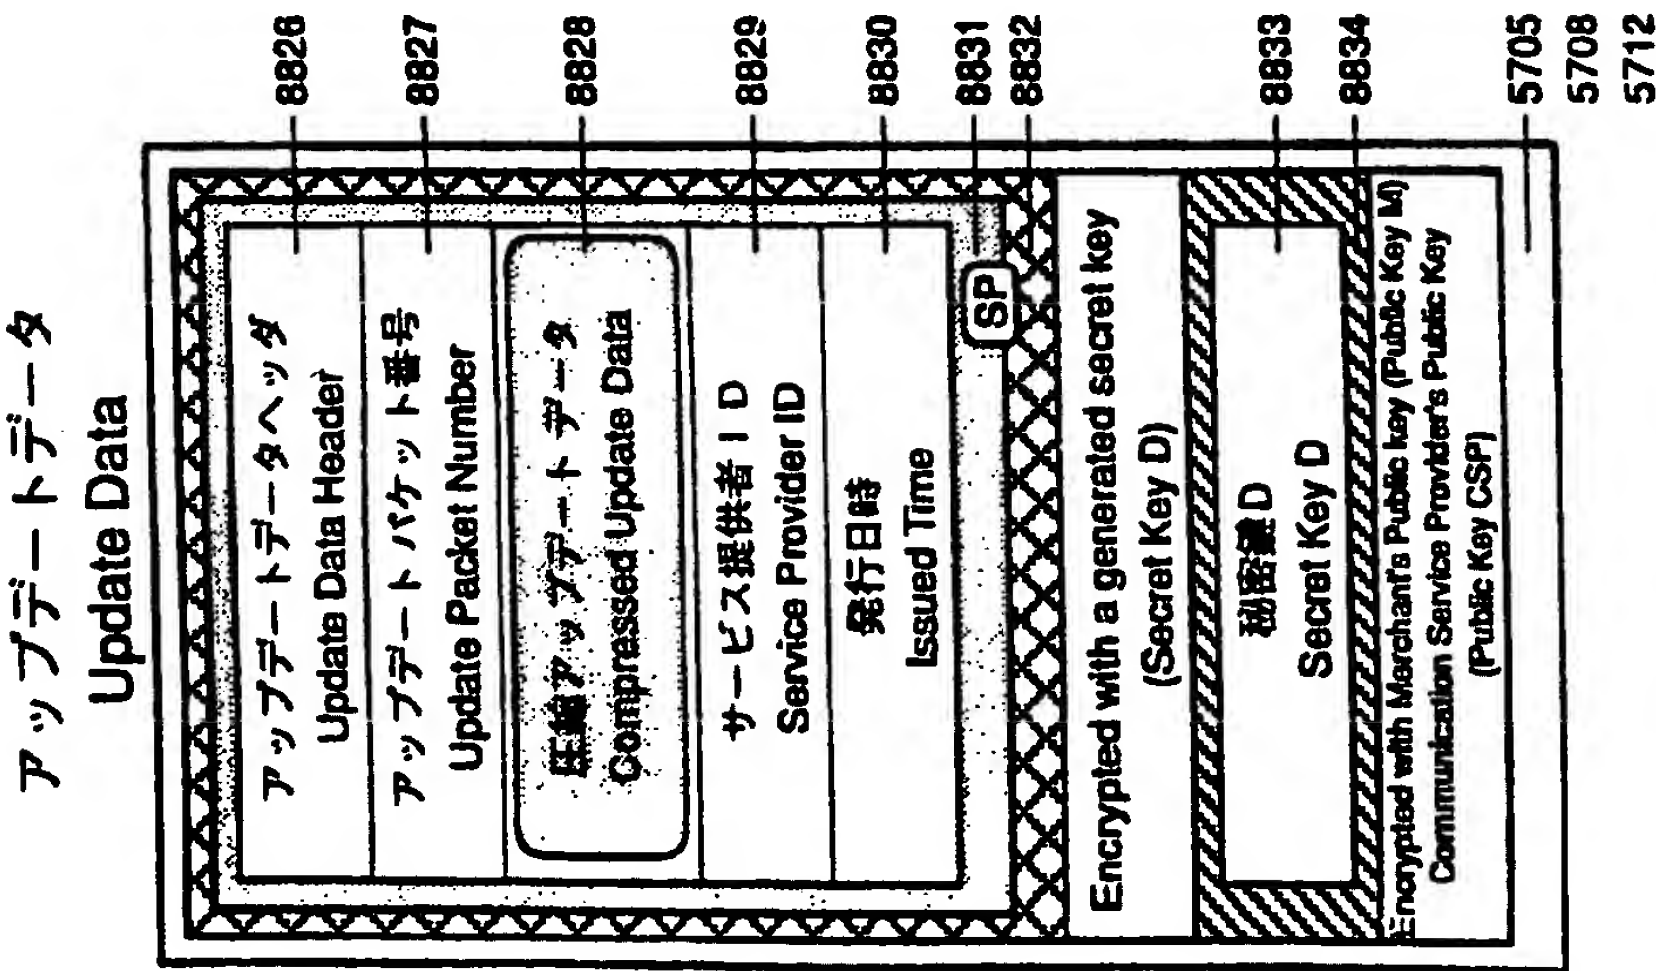 アップデートデータ
Update Data
アップデートデータヘッダ
Update Data Header
8826
アップデートパケット番号
Update Packet Number
8827
圧縮アップデートデータ
Compressed Update Data
8828
サービス提供者ID
Service Provider ID
8829
発行日時
Issued Time
8830
SP
8831
8832
Encrypted with a generated secret key
(Secret Key D)
秘密鍵D
Secret Key D
8833
8834
Encrypted with Merchant's Public key (Public Key M)
Communication Service Provider's Public Key
(Public Key CSP)
5705
5708
5712